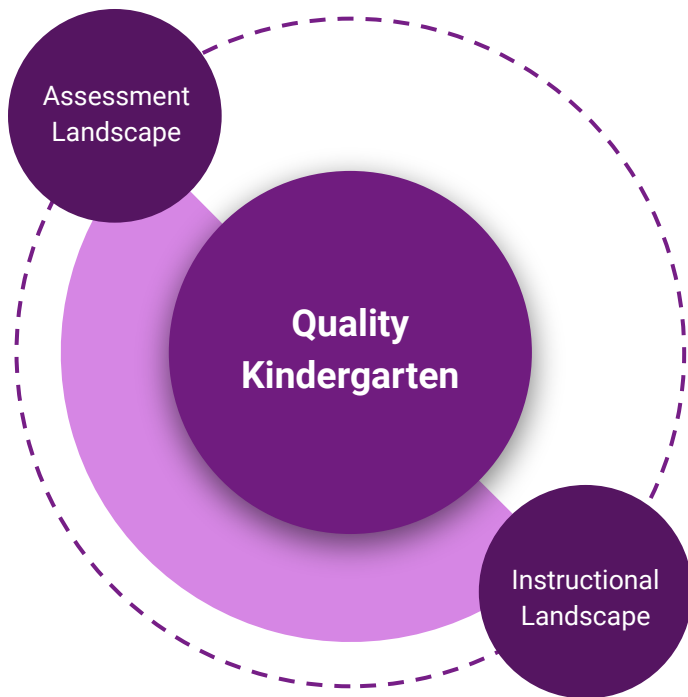 Assessment
Landscape
Quality
Kindergarten
Instructional
Landscape